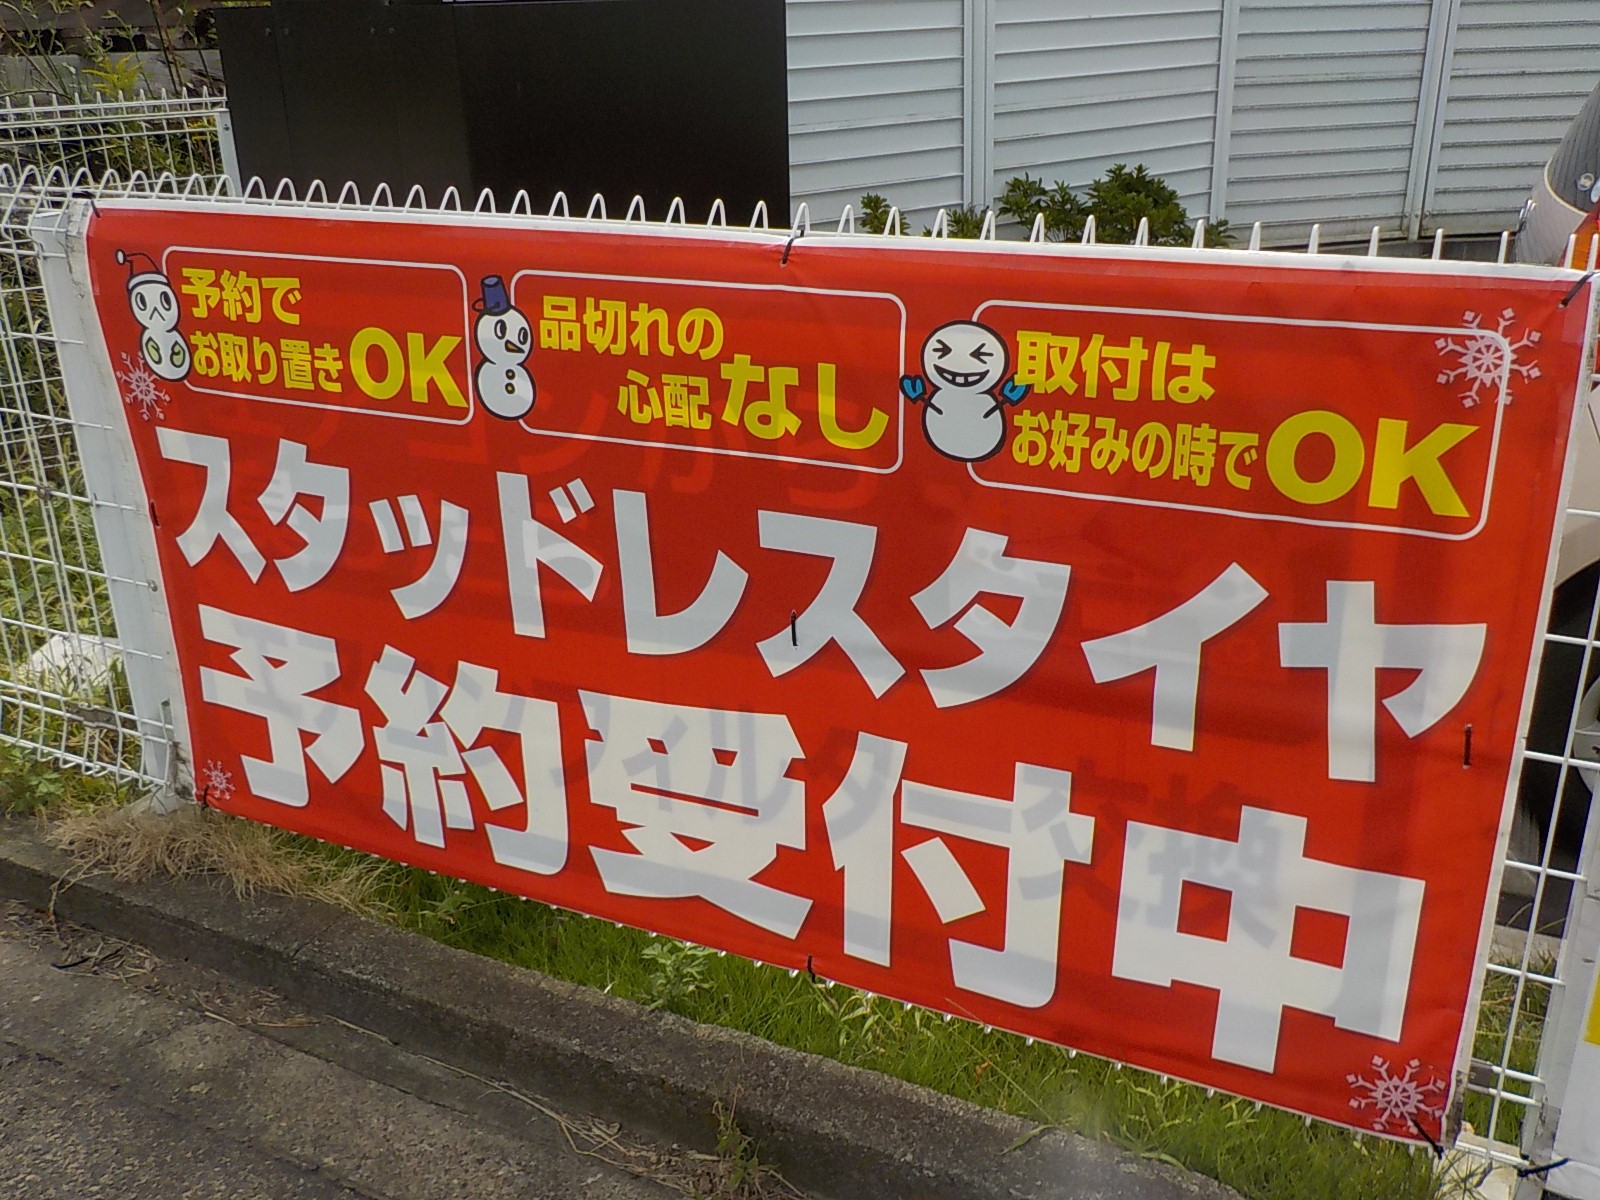 予約で
お取り置きOK
品切れの
心配なし
取付は
お好みの時でOK
スタッドレスタイヤ
予約受付中